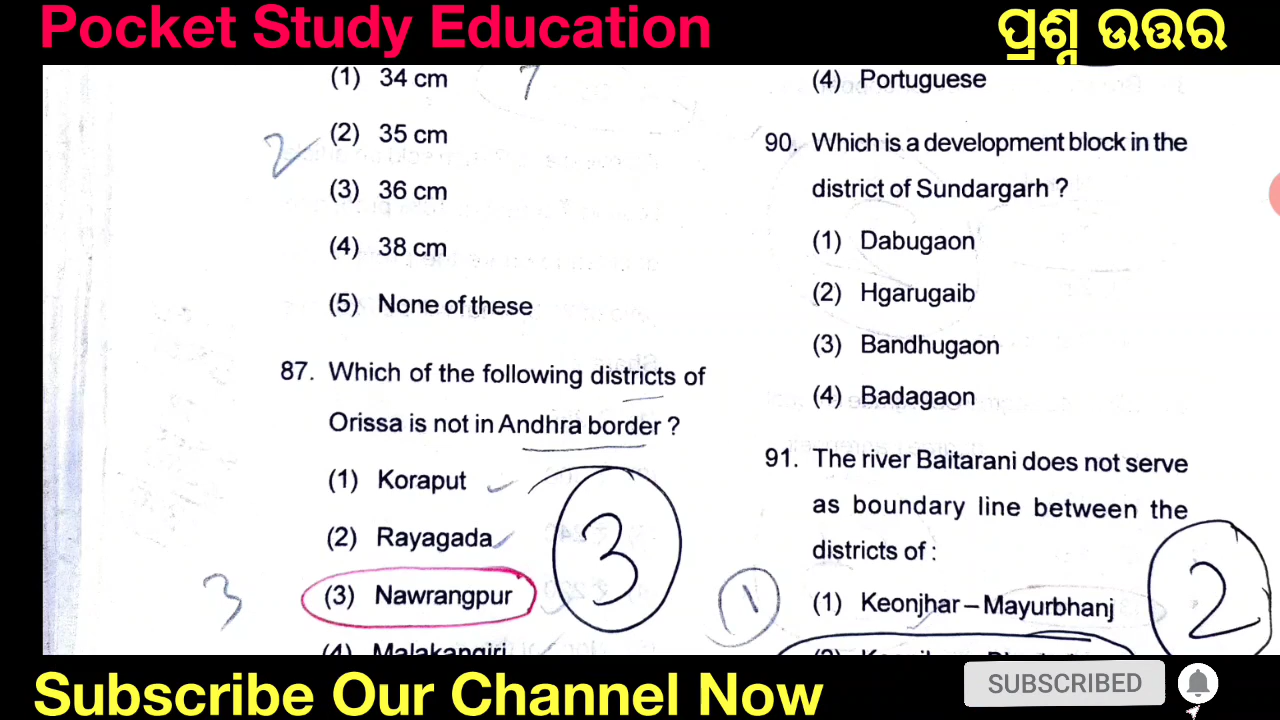 Pocket Study Education
ପ୍ରଶ୍ନ ଉତ୍ତର
(1) 34 cm
(2) 35 cm
2
(3) 36 cm
(4) 38 cm
(5) None of these
87. Which of the following districts of
Orissa is not in Andhra border ?
(1) Koraput
(2) Rayagada
(3) Nawrangpur
3
3
(4) Malakangiri
(4) Portuguese
90. Which is a development block in the
district of Sundargarh ?
(1) Dabugaon
(2) Hgarugaib
(3) Bandhugaon
(4) Badagaon
91. The river Baitarani does not serve
as boundary line between the
districts of :
(1) Keonjhar – Mayurbhanj
1
2
Subscribe Our Channel Now
SUBSCRIBED